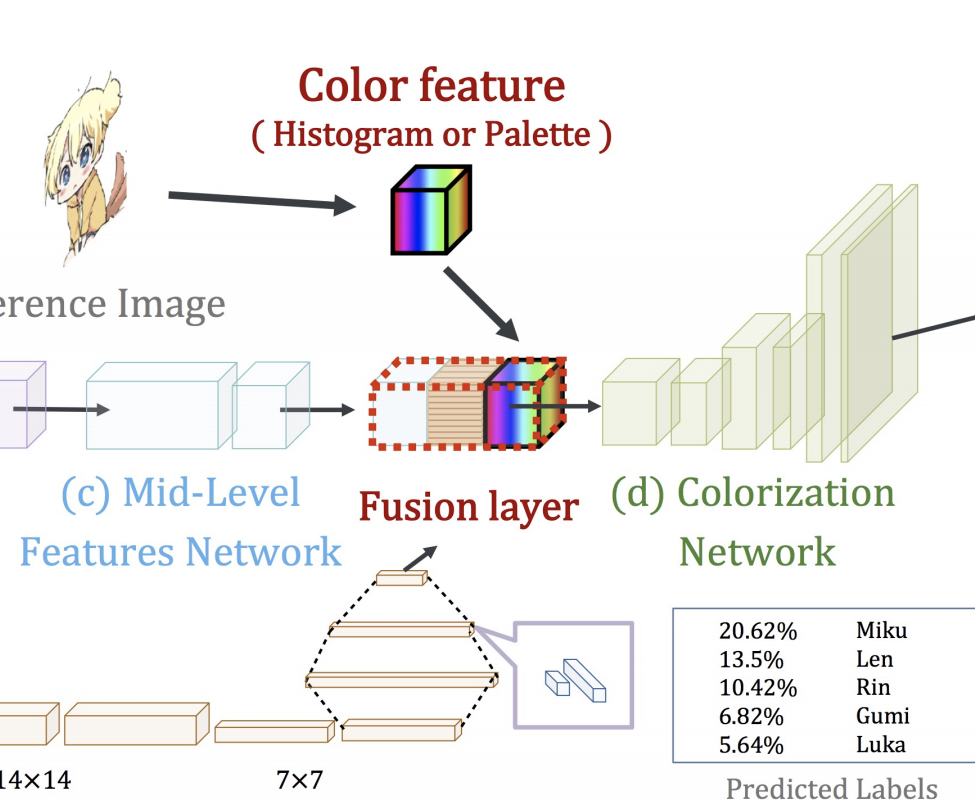 Color feature
( Histogram or Palette )
erence Image
(c) Mid-Level
Features Network
Fusion layer
(d) Colorization
Network
20.62% Miku
13.5% Len
10.42% Rin
6.82% Gumi
5.64% Luka
Predicted Labels
14×14
7×7